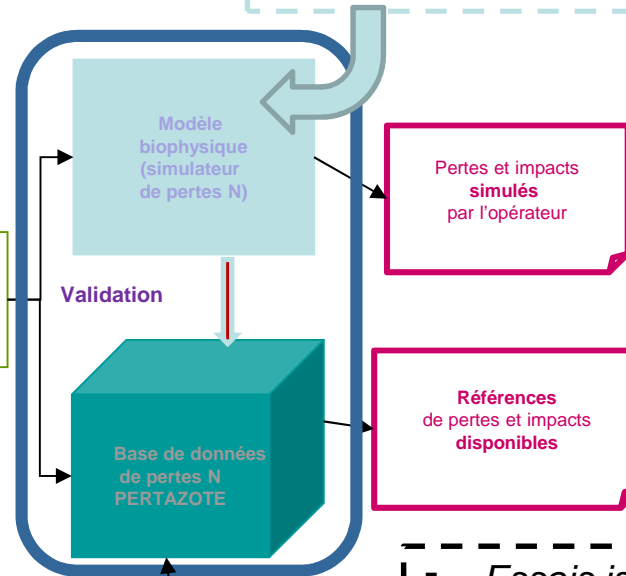 Modèle
biophysique
(simulateur
de pertes N)
Pertes et impacts
simulés
par l'opérateur
Validation
Références
de pertes et impacts
disponibles
Base de données
de pertes N
PERTAZOTE
Essais